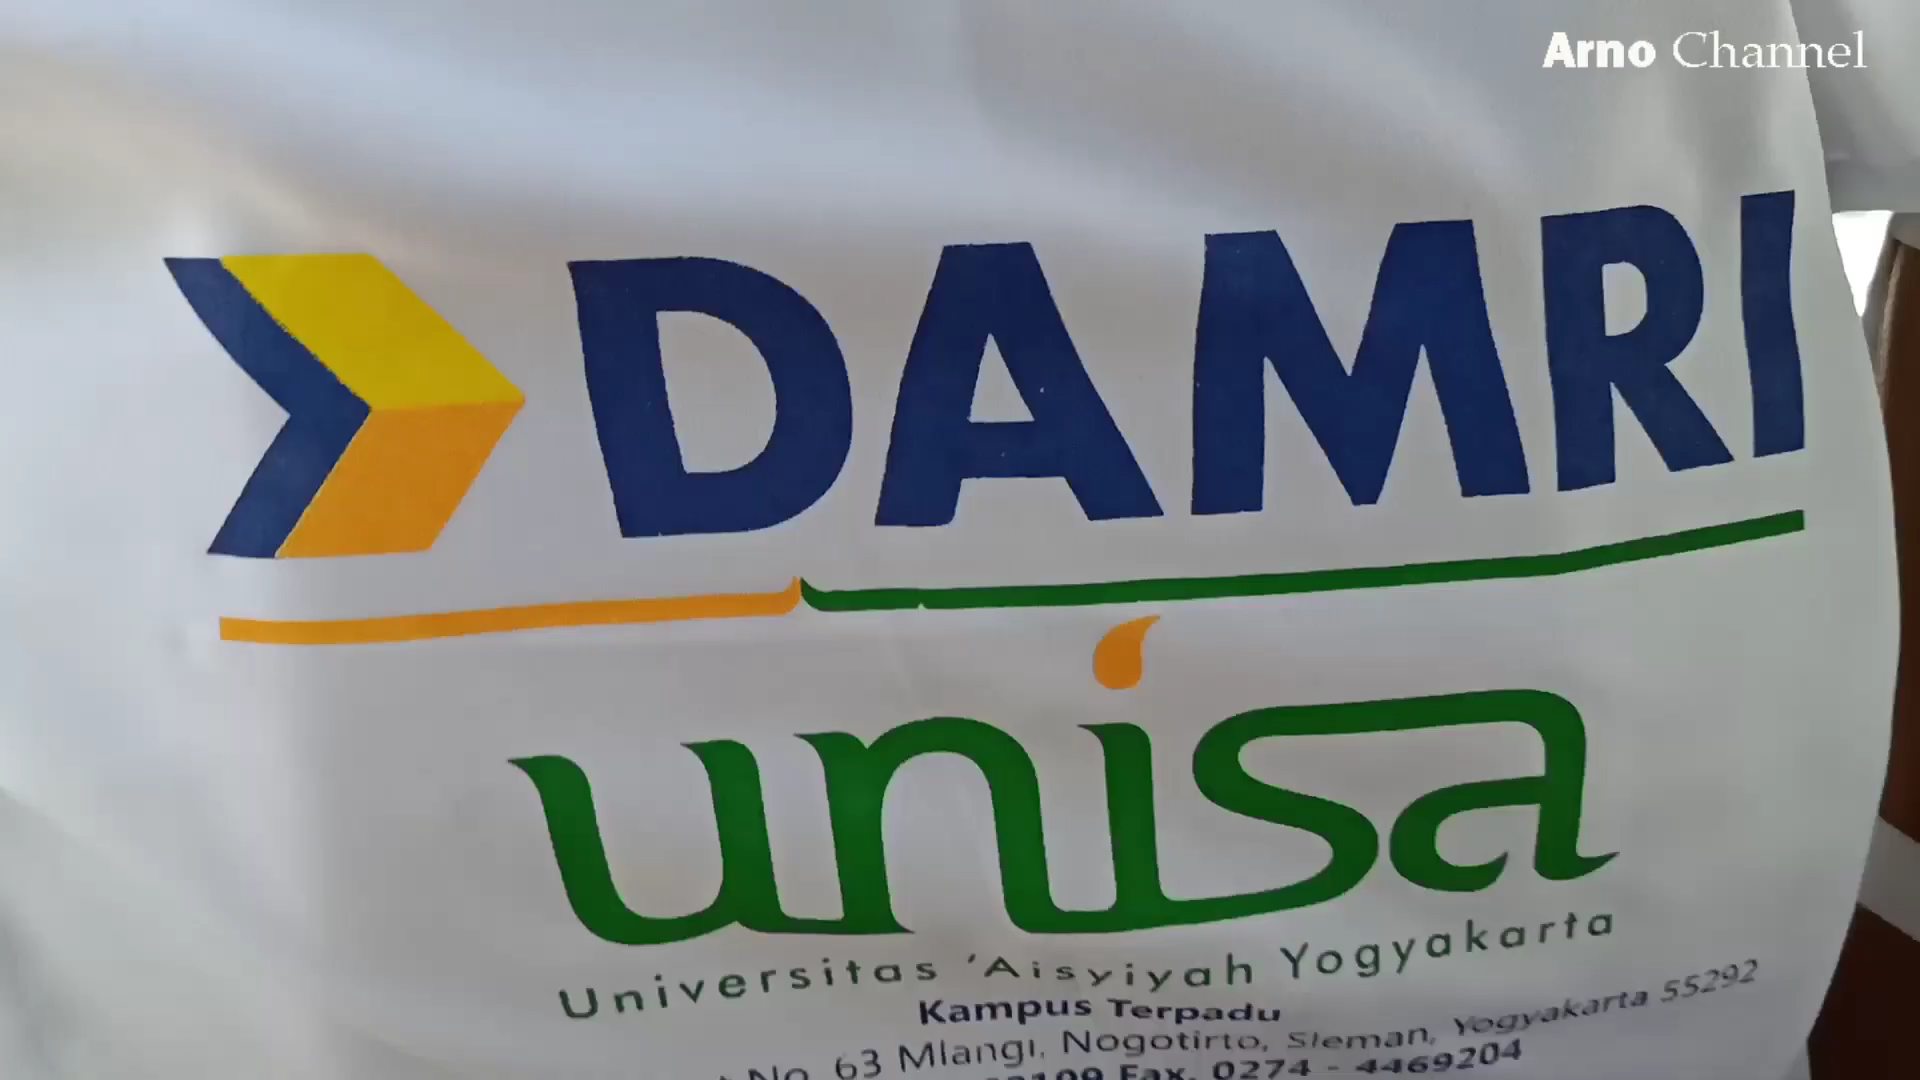 Arno Channel
DAMRI
unisa
Universitas 'Aisyiyah Yogyakarta
Kampus Terpadu
No. 63 Mlangi, Nogotirto, Sleman, Yogyakarta 55292
Fax. 0274 - 4469204